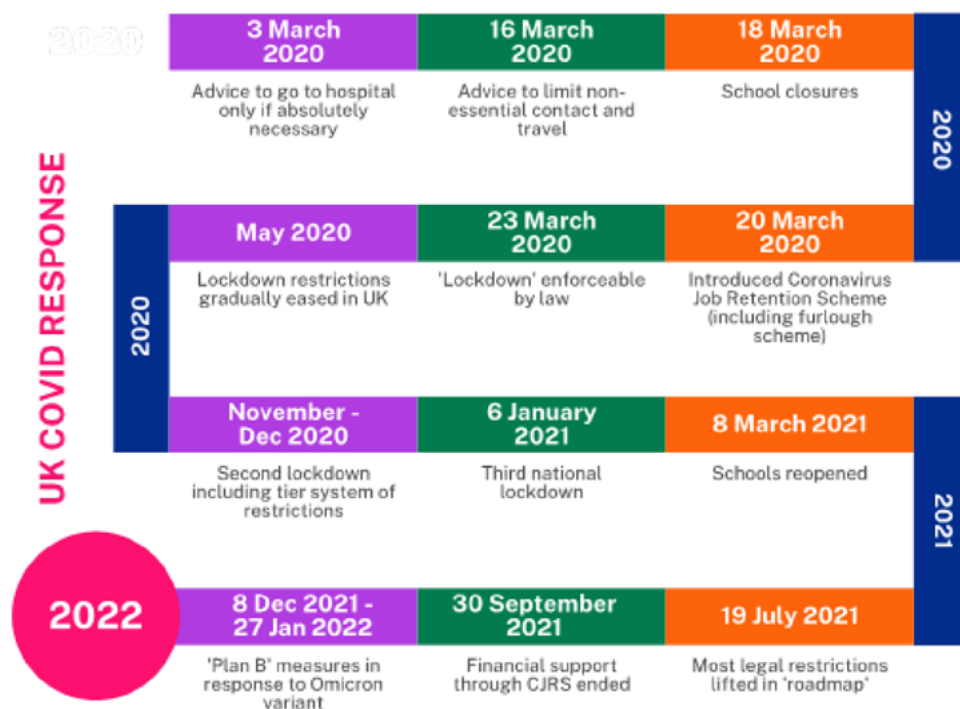 2020
3 March
2020
Advice to go to hospital
only if absolutely
necessary
16 March
2020
Advice to limit non-
essential contact and
travel
18 March
2020
School closures
2020
UK COVID RESPONSE
20 March
2020
Introduced Coronavirus
Job Retention Scheme
(including furlough
scheme)
23 March
2020
'Lockdown' enforceable
by law
May 2020
Lockdown restrictions
gradually eased in UK
2020
November -
Dec 2020
Second lockdown
including tier system of
restrictions
6 January
2021
Third national
lockdown
8 March 2021
Schools reopened
2021
19 July 2021
Most legal restrictions
lifted in 'roadmap'
30 September
2021
Financial support
through CJRS ended
8 Dec 2021 -
27 Jan 2022
'Plan B' measures in
response to Omicron
variant
2022